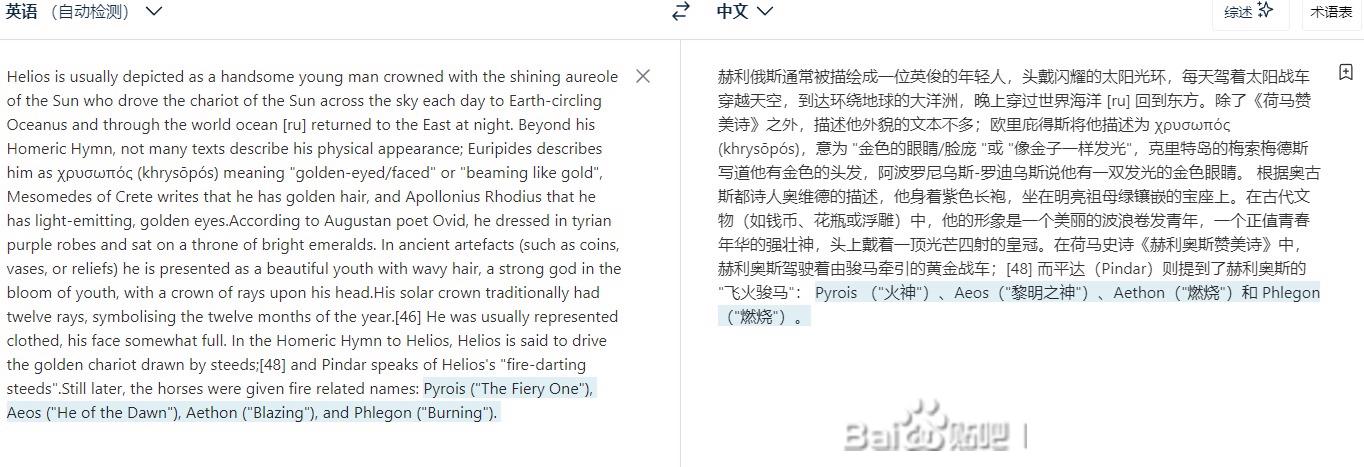 英语 （自动检测）
中文
综述
术语表
Helios is usually depicted as a handsome young man crowned with the shining aureole
of the Sun who drove the chariot of the Sun across the sky each day to Earth-circling
Oceanus and through the world ocean [ru] returned to the East at night. Beyond his
Homeric Hymn, not many texts describe his physical appearance; Euripides describes
him as χρυσωπός (khrysōpós) meaning "golden-eyed/faced" or "beaming like gold",
Mesomedes of Crete writes that he has golden hair, and Apollonius Rhodius that he
has light-emitting, golden eyes.According to Augustan poet Ovid, he dressed in tyrian
purple robes and sat on a throne of bright emeralds. In ancient artefacts (such as coins,
vases, or reliefs) he is presented as a beautiful youth with wavy hair, a strong god in the
bloom of youth, with a crown of rays upon his head.His solar crown traditionally had
twelve rays, symbolising the twelve months of the year.[46] He was usually represented
clothed, his face somewhat full. In the Homeric Hymn to Helios, Helios is said to drive
the golden chariot drawn by steeds;[48] and Pindar speaks of Helios's "fire-darting
steeds".Still later, the horses were given fire related names: Pyrois ("The Fiery One"),
Aeos ("He of the Dawn"), Aethon ("Blazing"), and Phlegon ("Burning").
赫利俄斯通常被描绘成一位英俊的年轻人，头戴闪耀的太阳光环，每天驾着太阳战车
穿越天空，到达环绕地球的大洋洲，晚上穿过世界海洋 [ru] 回到东方。除了《荷马赞
美诗》之外，描述他外貌的文本不多；欧里庇得斯将他描述为 χρυσωπός
(khrysōpós)，意为 "金色的眼睛/脸庞 "或 "像金子一样发光"，克里特岛的梅索梅德斯
写道他有金色的头发，阿波罗尼乌斯-罗迪乌斯说他有一双发光的金色眼睛。 根据奥古
斯都诗人奥维德的描述，他身着紫色长袍，坐在明亮祖母绿镶嵌的宝座上。在古代文
物（如钱币、花瓶或浮雕）中，他的形象是一个美丽的波浪卷发青年，一个正值青春
年华的强壮神，头上戴着一顶光芒四射的皇冠。在荷马史诗《赫利奥斯赞美诗》中，
赫利奥斯驾驶着由骏马牵引的黄金战车；[48] 而平达（Pindar）则提到了赫利奥斯的
"飞火骏马"： Pyrois （"火神"）、Aeos（"黎明之神"）、Aethon（"燃烧"）和 Phlegon
（"燃烧"）。
Bai 贴吧